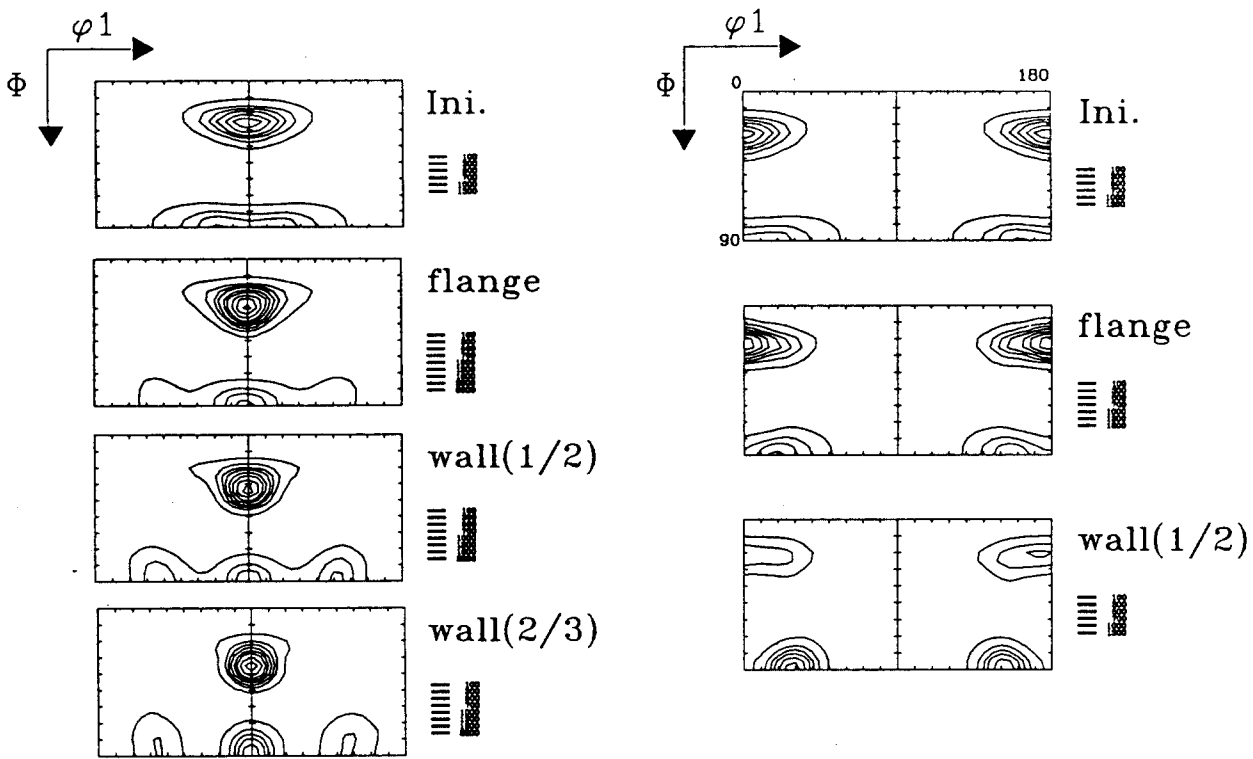 φ1
Φ
Ini.
flange
wall(1/2)
wall(2/3)
φ1
Φ
0
180
90
Ini.
flange
wall(1/2)